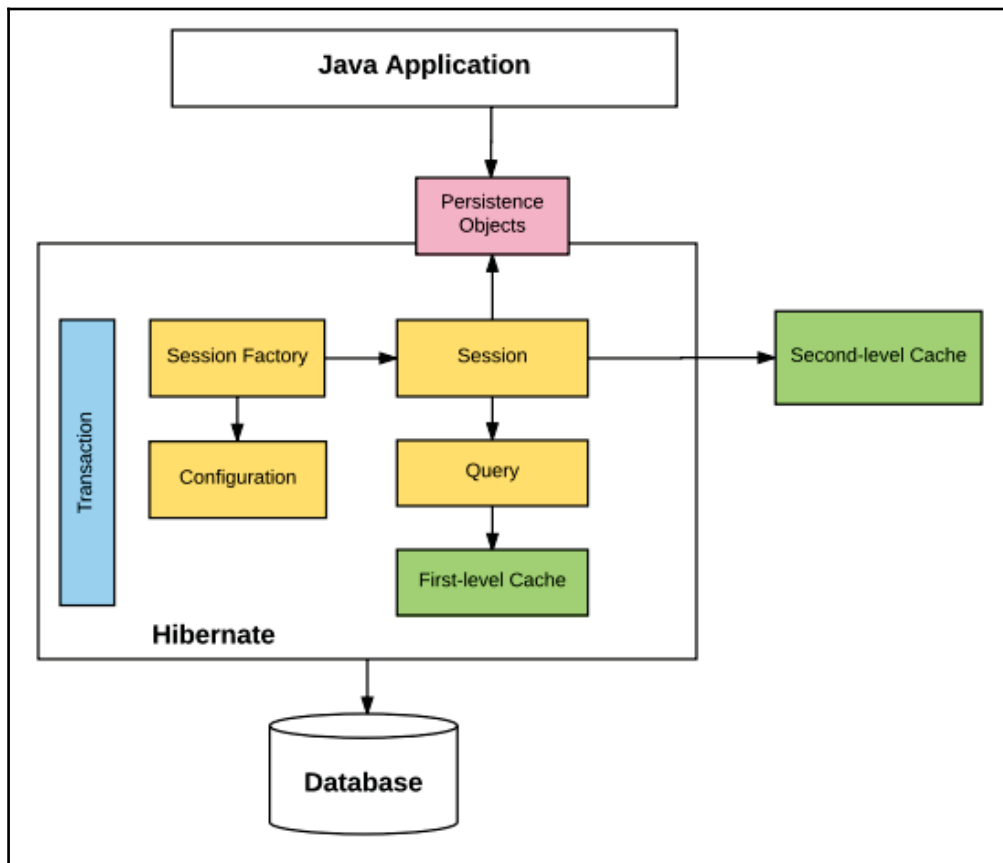 Java Application
Persistence
Objects
Session Factory
Session
Second-level Cache
Transaction
Configuration
Query
First-level Cache
Hibernate
Database